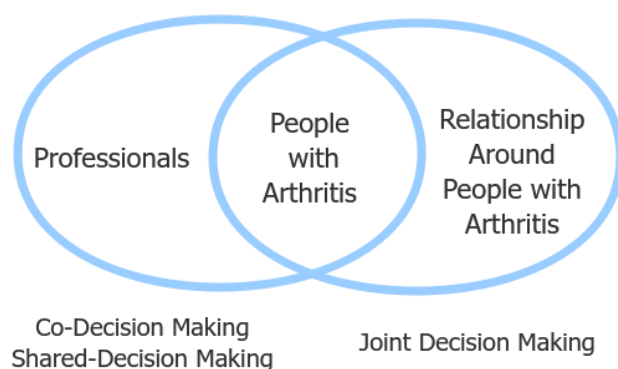 Professionals
People
with
Arthritis
Relationship
Around
People with
Arthritis
Co-Decision Making
Shared-Decision Making
Joint Decision Making